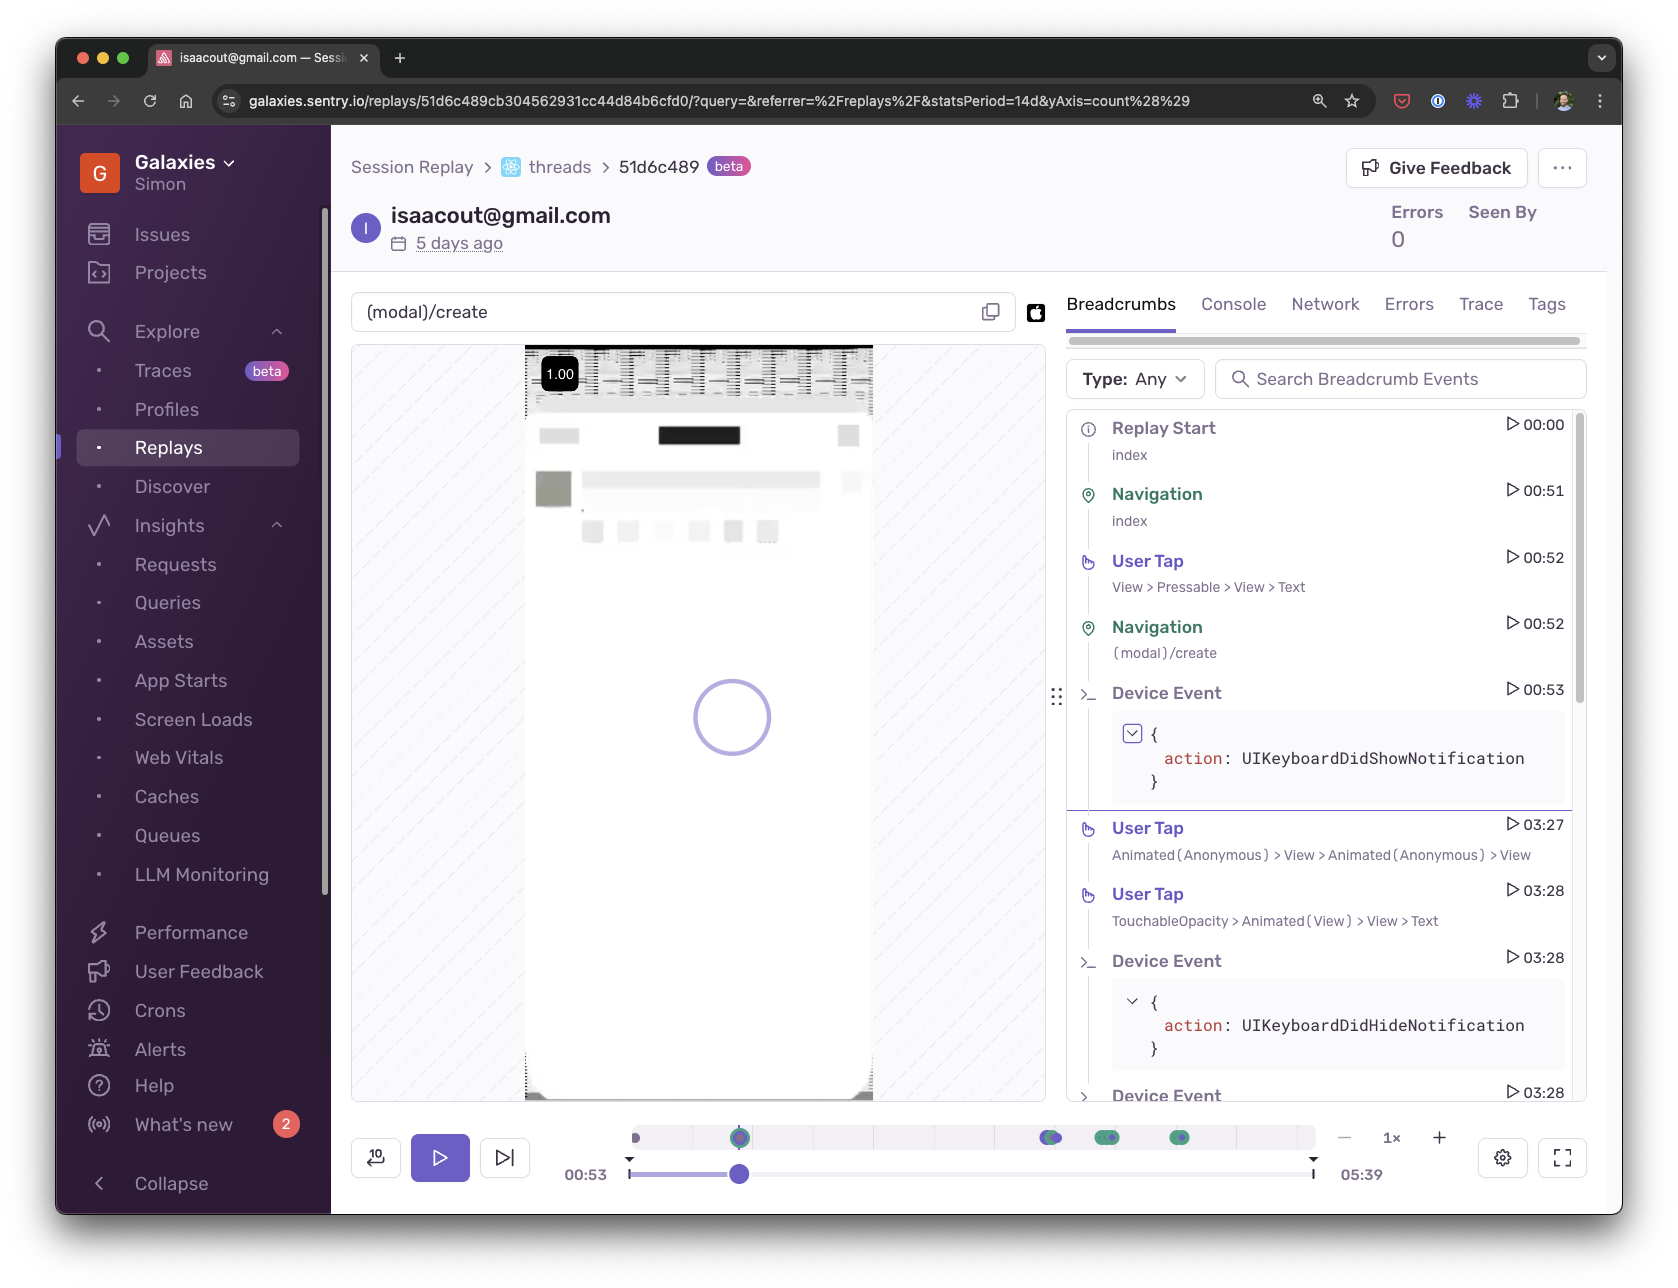 isaacout@gmail.com — Sessi
galaxies.sentry.io/replays/51d6c489cb304562931cc44d84b6cfd0/?query=&referrer=%2Freplays%2F&statsPeriod=14d&yAxis=count%28%29
G
Galaxies
Simon
Issues
Projects
Explore
Traces
beta
Profiles
Replays
Discover
Insights
Requests
Queries
Assets
App Starts
Screen Loads
Web Vitals
Caches
Queues
LLM Monitoring
Performance
User Feedback
Crons
Alerts
Help
What's new
2
Collapse
Session Replay > threads > 51d6c489 beta
Give Feedback
I
isaacout@gmail.com
5 days ago
Errors
0
Seen By
(modal)/create
1.00
Breadcrumbs
Console
Network
Errors
Trace
Tags
Type: Any
Search Breadcrumb Events
Replay Start
00:00
index
Navigation
00:51
index
User Tap
00:52
View > Pressable > View > Text
Navigation
00:52
(modal)/create
Device Event
00:53
{
action: UIKeyboardDidShowNotification
}
User Tap
03:27
Animated(Anonymous) > View > Animated(Anonymous) > View
User Tap
03:28
TouchableOpacity > Animated(View) > View > Text
Device Event
03:28
{
action: UIKeyboardDidHideNotification
}
Device Event
03:28
10
00:53
05:39
1×